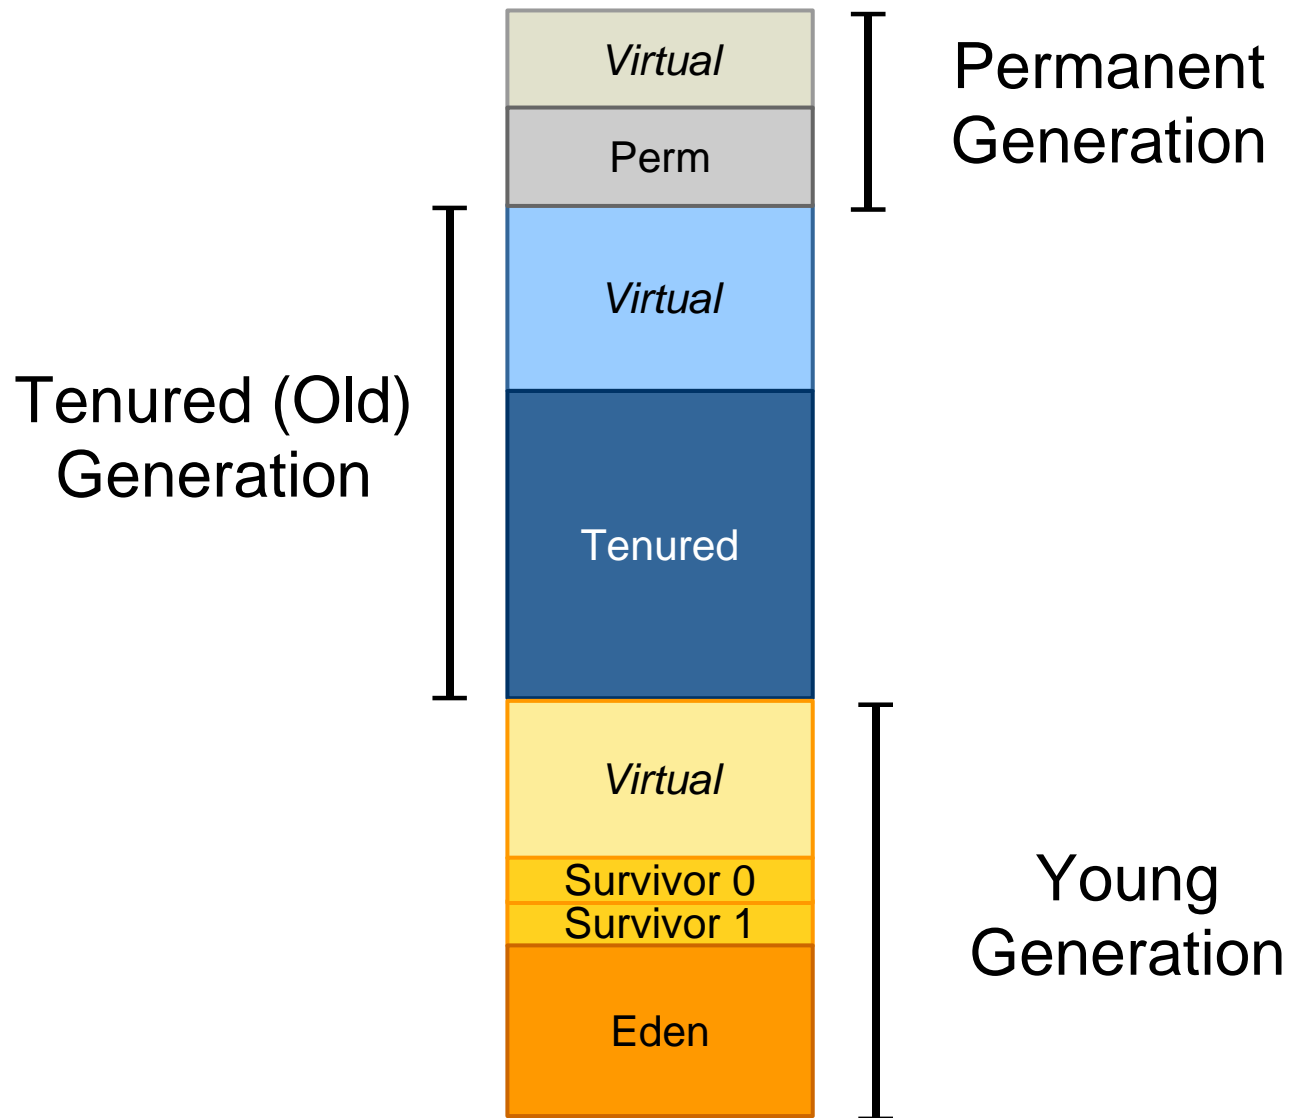 Virtual
Permanent
Generation
Perm
Virtual
Tenured (Old)
Generation
Tenured
Virtual
Survivor 0
Survivor 1
Young
Generation
Eden